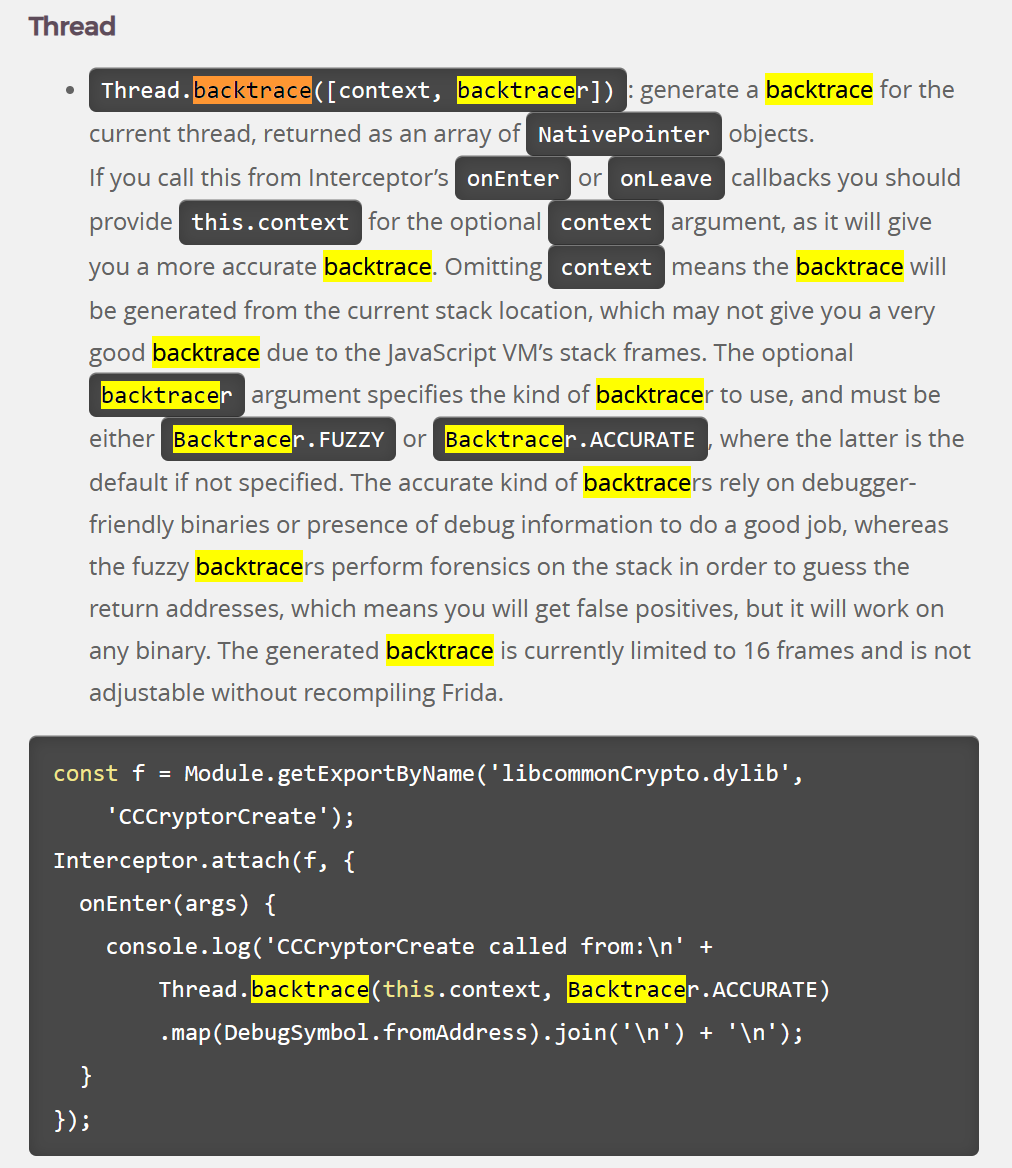 Thread
• Thread.backtrace([context, backtracer]) : generate a backtrace for the
current thread, returned as an array of NativePointer objects.
If you call this from Interceptor’s onEnter or onLeave callbacks you should
provide this.context for the optional context argument, as it will give
you a more accurate backtrace. Omitting context means the backtrace will
be generated from the current stack location, which may not give you a very
good backtrace due to the JavaScript VM’s stack frames. The optional
backtracer argument specifies the kind of backtracer to use, and must be
either Backtracer.FUZZY or Backtracer.ACCURATE , where the latter is the
default if not specified. The accurate kind of backtracers rely on debugger-
friendly binaries or presence of debug information to do a good job, whereas
the fuzzy backtracers perform forensics on the stack in order to guess the
return addresses, which means you will get false positives, but it will work on
any binary. The generated backtrace is currently limited to 16 frames and is not
adjustable without recompiling Frida.
const f = Module.getExportByName('libcommonCrypto.dylib',
    'CCCryptorCreate');
Interceptor.attach(f, {
  onEnter(args) {
    console.log('CCCryptorCreate called from:\n' +
        Thread.backtrace(this.context, Backtracer.ACCURATE)
        .map(DebugSymbol.fromAddress).join('\n') + '\n');
  }
});